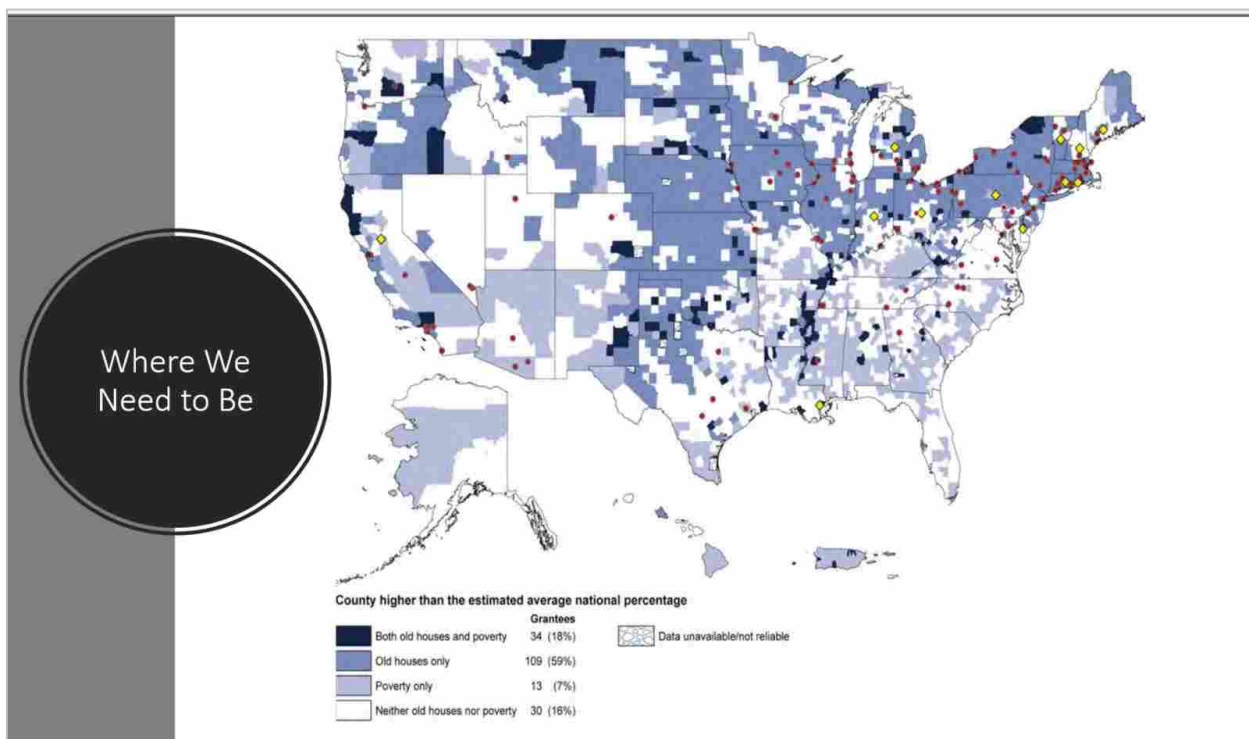 Where We
Need to Be
County higher than the estimated average national percentage
Grantees
Both old houses and poverty 34 (18%)
Old houses only 109 (59%)
Poverty only 13 (7%)
Neither old houses nor poverty 30 (16%)
Data unavailable/not reliable